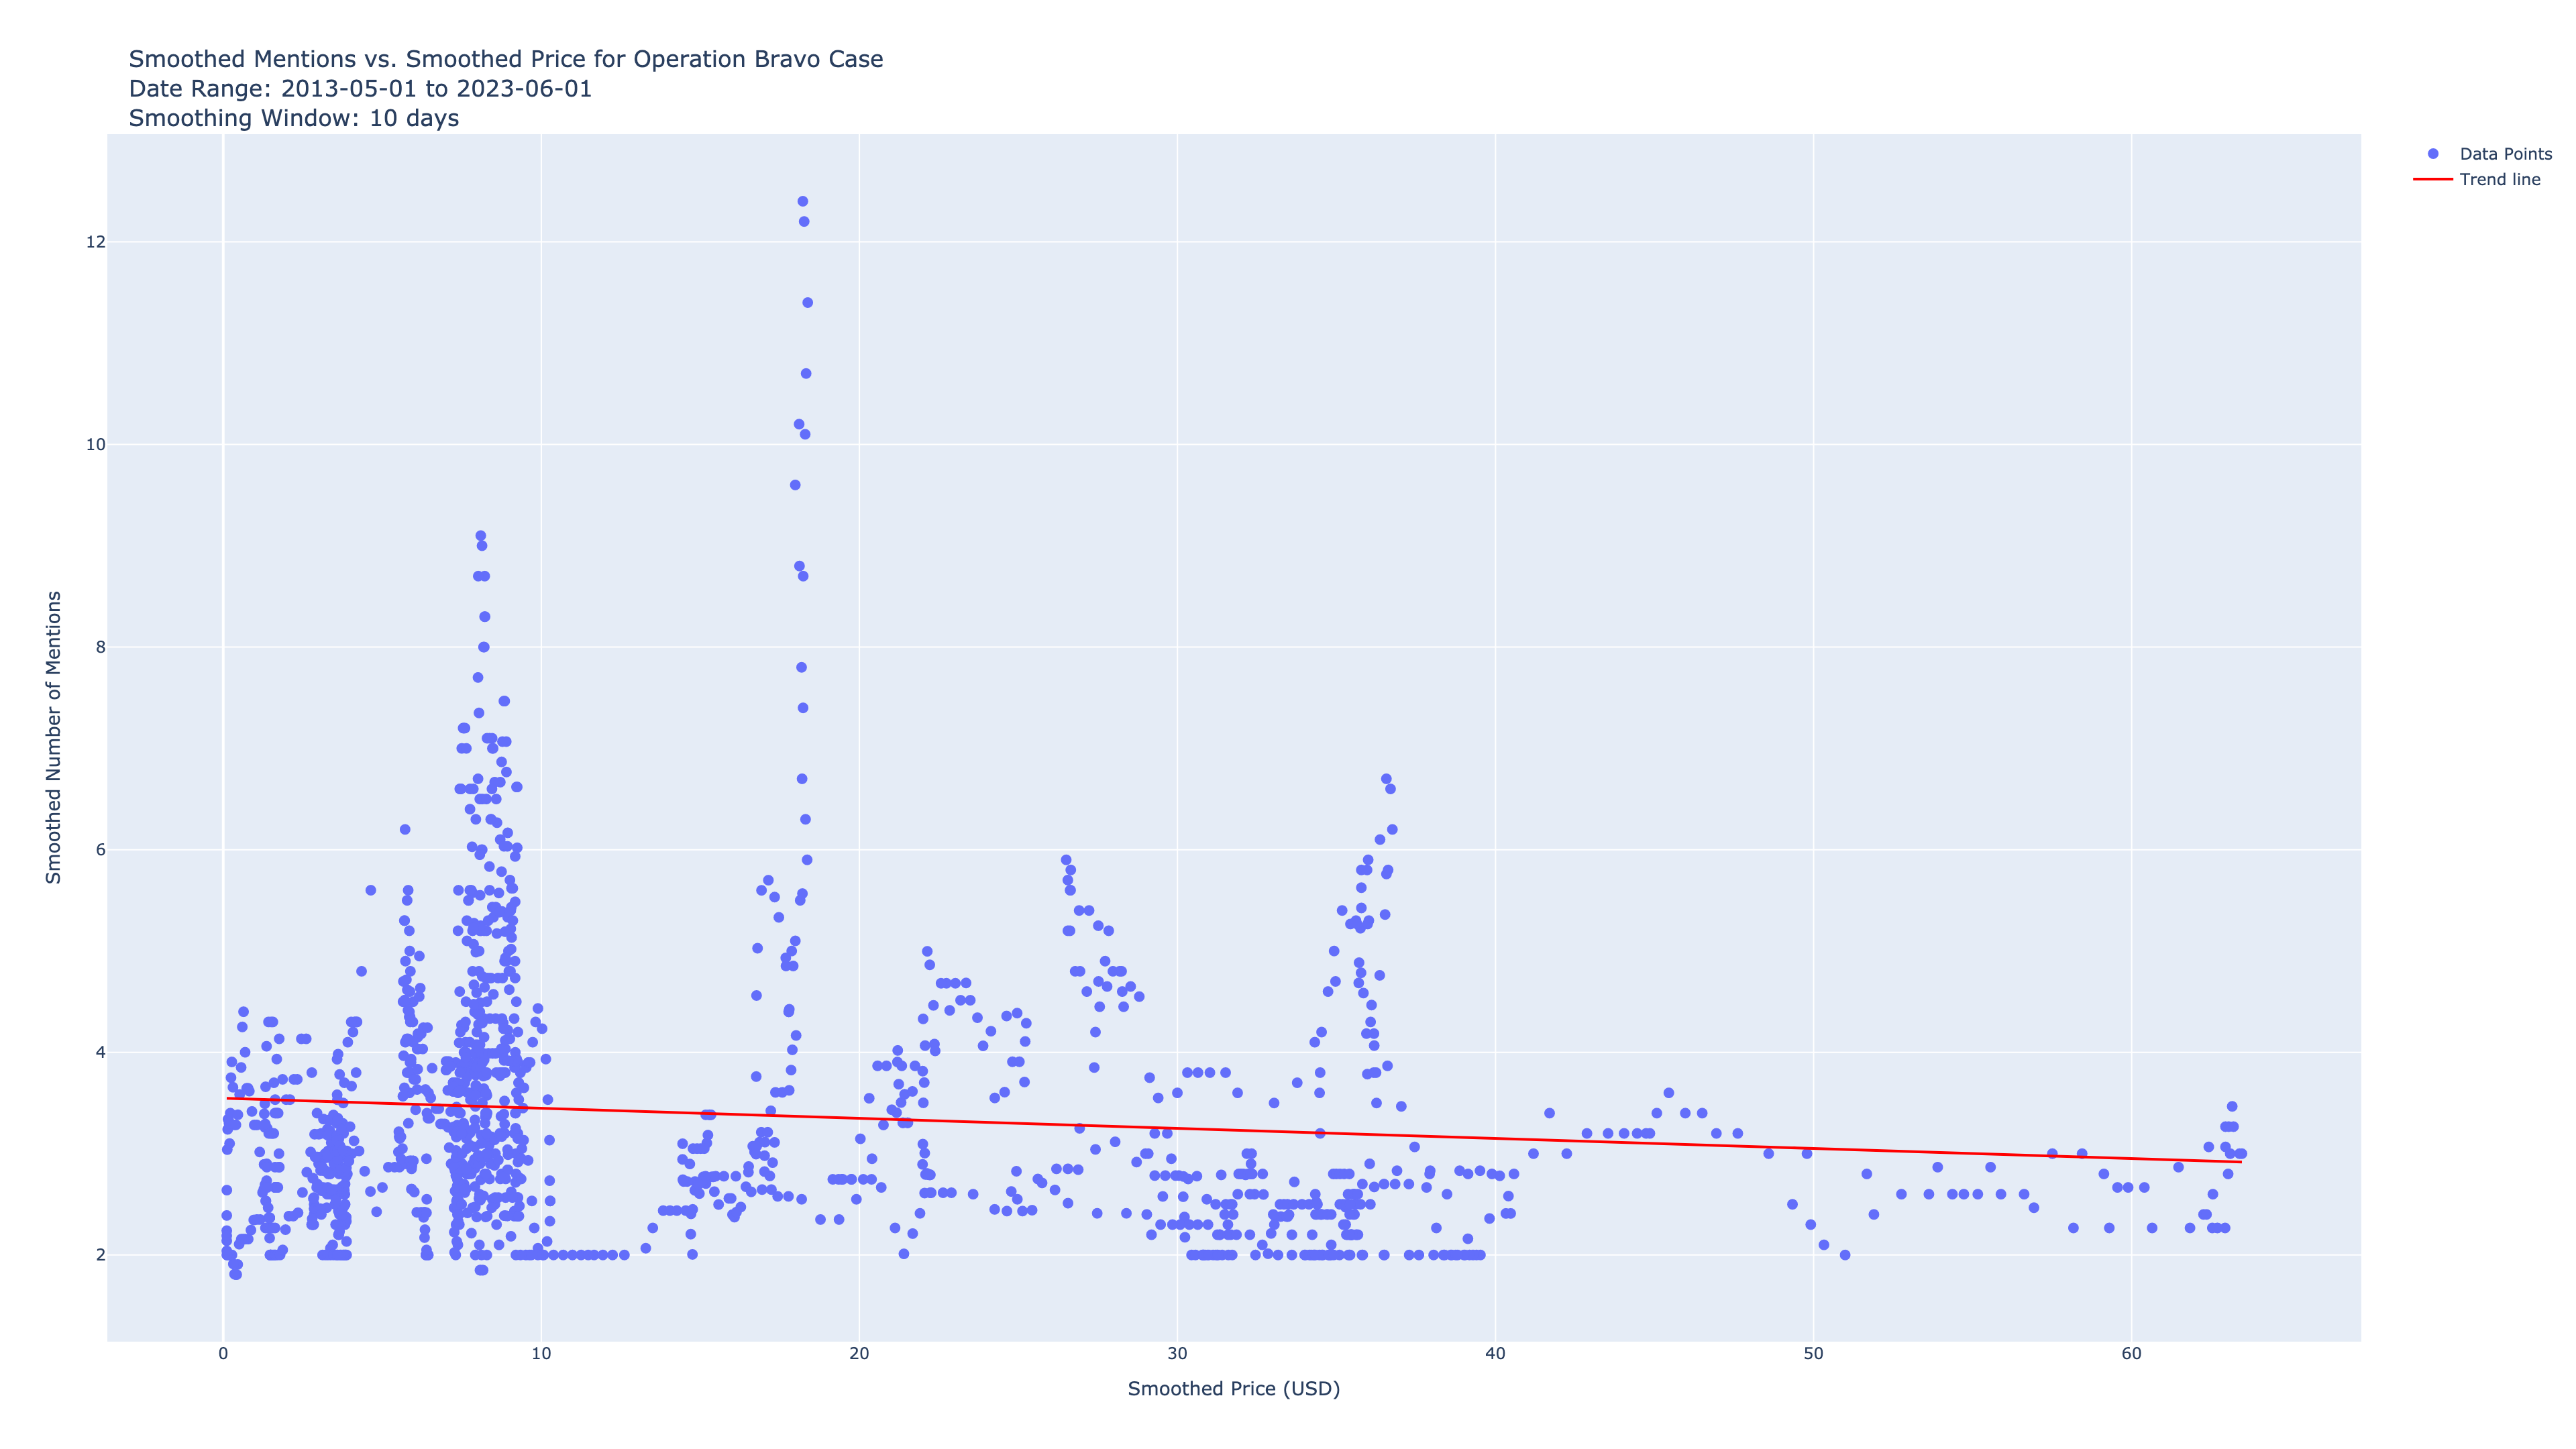 Smoothed Mentions vs. Smoothed Price for Operation Bravo Case
Date Range: 2013-05-01 to 2023-06-01
Smoothing Window: 10 days
Data Points
Trend line
12
10
8
6
4
2
Smoothed Number of Mentions
0
10
20
30
40
50
60
Smoothed Price (USD)